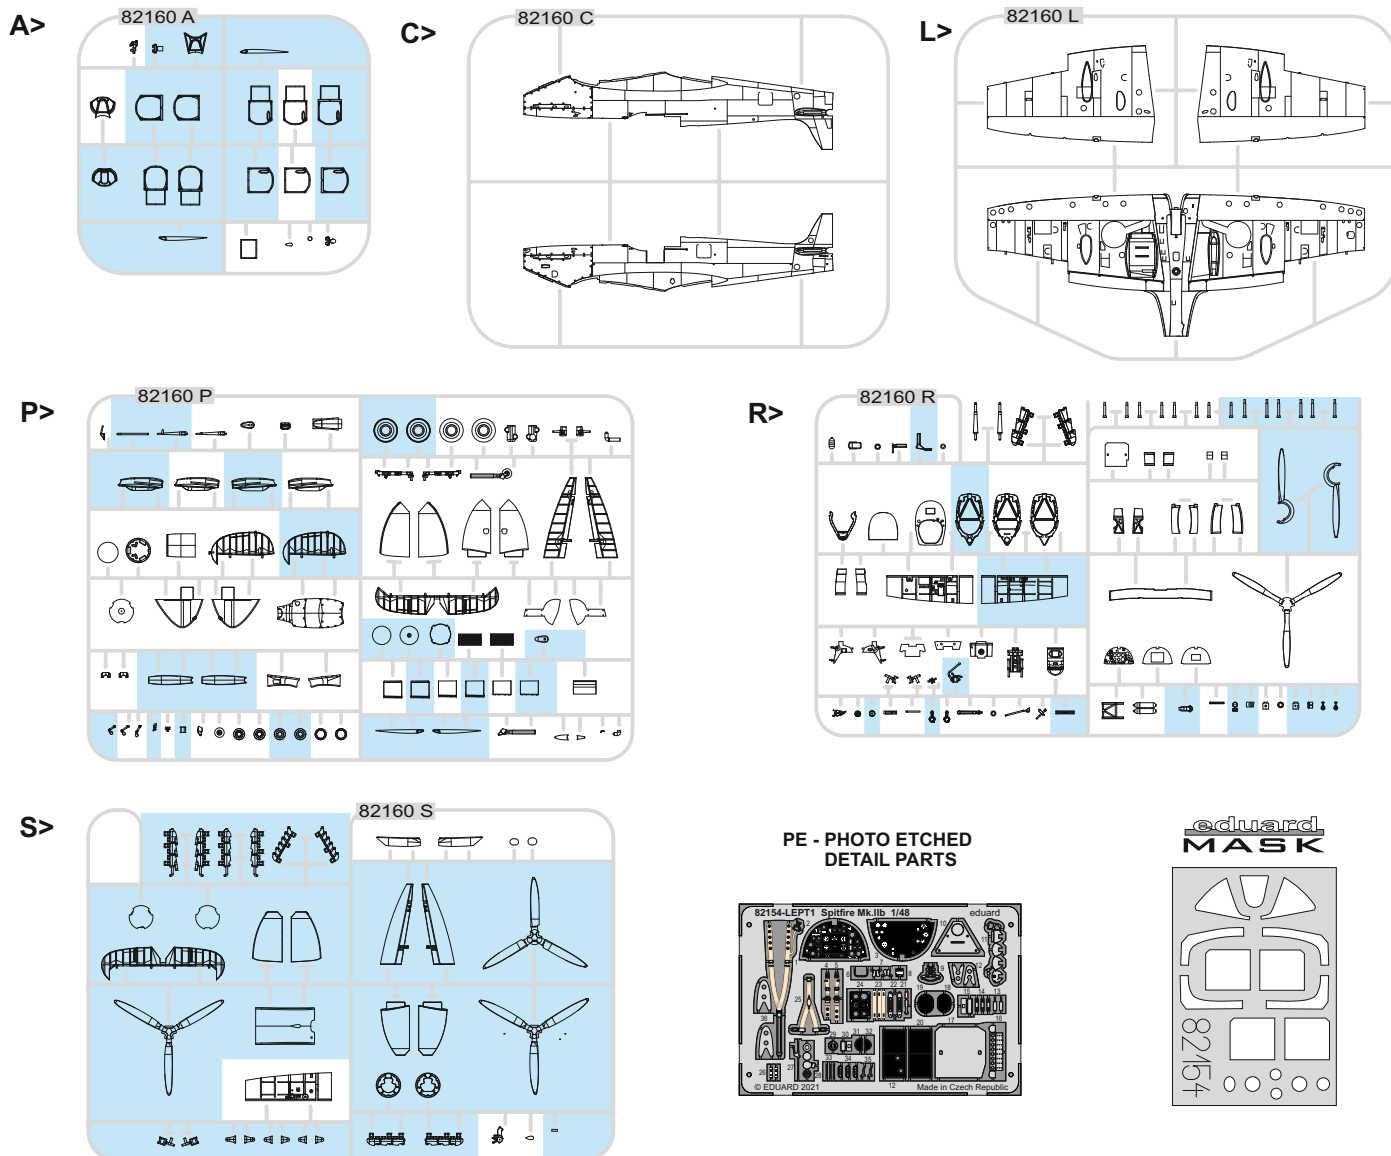 A>
82160 A
C>
82160 C
L>
82160 L
P>
82160 P
R>
82160 R
S>
82160 S
PE - PHOTO ETCHED
DETAIL PARTS
82154-LEPT1 Spitfire Mk.IIb 1/48 eduard
© EDUARD 2021 Made in Czech Republic
eduard
MASK
82154